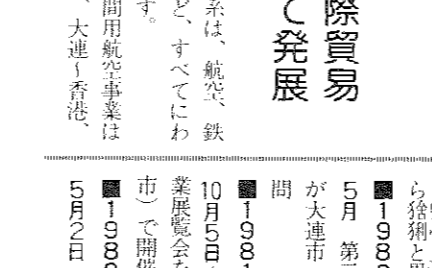 際貿易
て発展
系は、航空、鉄
ど、すべてにわ
す。
間用航空事業は
、大連〜香港、
ら猞猁と
■198
5月 第
が大連市
問
■198
10月5日
業展覧会を
市）で開催
■198
5月2日